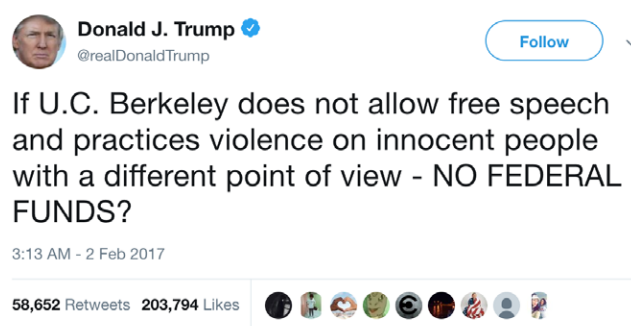 Donald J. Trump
@realDonaldTrump
Follow
If U.C. Berkeley does not allow free speech
and practices violence on innocent people
with a different point of view - NO FEDERAL
FUNDS?
3:13 AM - 2 Feb 2017
58,652 Retweets 203,794 Likes